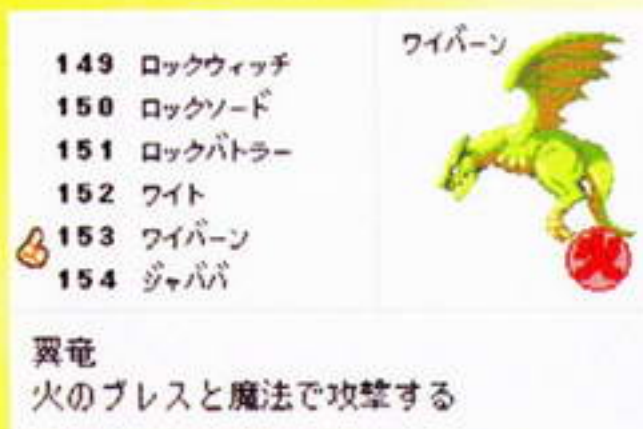 149 ロックウィッチ
150 ロックソード
151 ロックバトラー
152 ワイト
153 ワイバーン
154 ジャババ
ワイバーン
火
翼竜
火のブレスと魔法で攻撃する